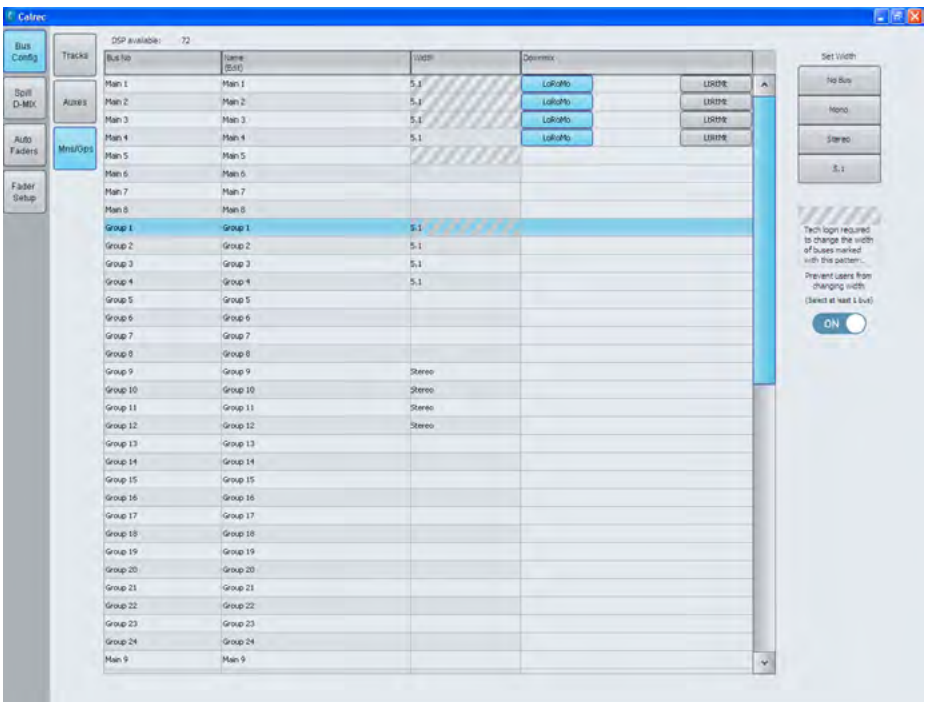 Calrec
Bus Config
Spill D-MIX
Auto Faders
Fader Setup
Tracks
Auxes
Mns/Gps
DSP available: 72
Bus No Name (Edit) Width Downmix
Main 1 Main 1 5.1 LoRoMo LtRtMt
Main 2 Main 2 5.1 LoRoMo LtRtMt
Main 3 Main 3 5.1 LoRoMo LtRtMt
Main 4 Main 4 5.1 LoRoMo LtRtMt
Main 5 Main 5
Main 6 Main 6
Main 7 Main 7
Main 8 Main 8
Group 1 Group 1 5.1
Group 2 Group 2 5.1
Group 3 Group 3 5.1
Group 4 Group 4 5.1
Group 5 Group 5
Group 6 Group 6
Group 7 Group 7
Group 8 Group 8
Group 9 Group 9 Stereo
Group 10 Group 10 Stereo
Group 11 Group 11 Stereo
Group 12 Group 12 Stereo
Group 13 Group 13
Group 14 Group 14
Group 15 Group 15
Group 16 Group 16
Group 17 Group 17
Group 18 Group 18
Group 19 Group 19
Group 20 Group 20
Group 21 Group 21
Group 22 Group 22
Group 23 Group 23
Group 24 Group 24
Main 9 Main 9
Set Width
No Bus
Mono
Stereo
5.1
Tech login required
to change the width
of buses marked
with this pattern...
Prevent users from
changing width
(Select at least 1 bus)
ON